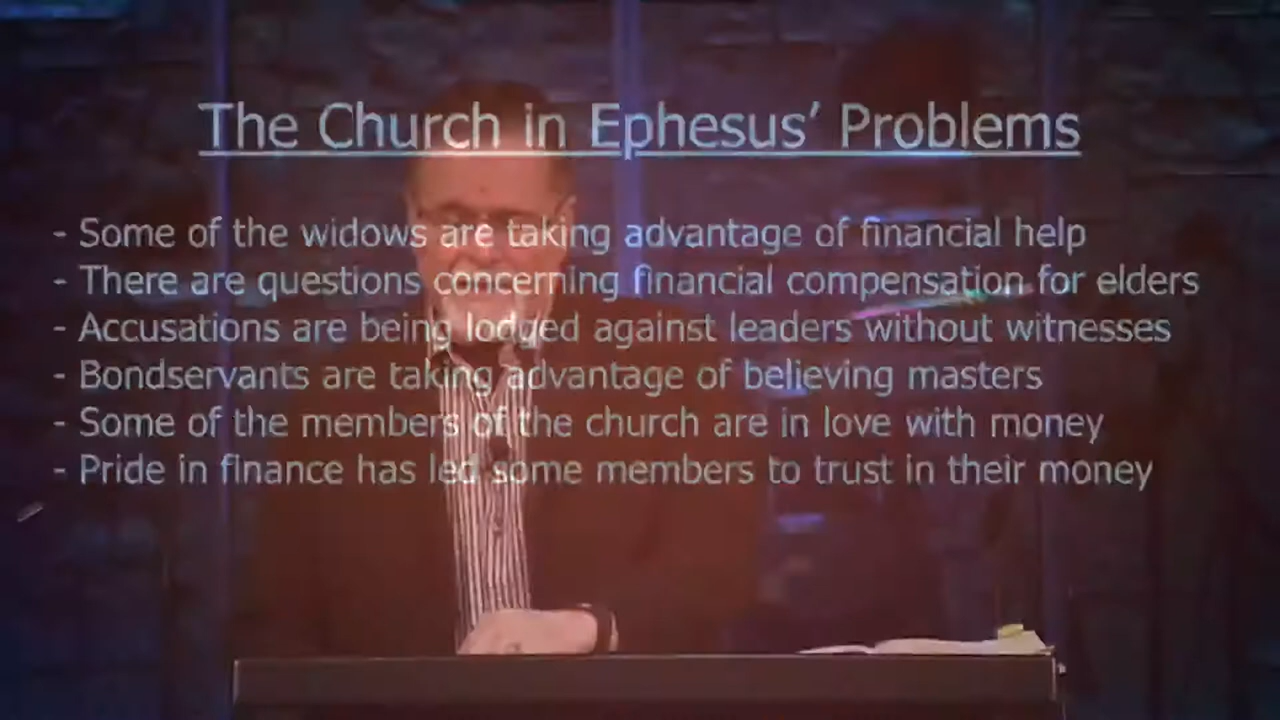 The Church in Ephesus' Problems
- Some of the widows are taking advantage of financial help
- There are questions concerning financial compensation for elders
- Accusations are being lodged against leaders without witnesses
- Bondservants are taking advantage of believing masters
- Some of the members of the church are in love with money
- Pride in finance has led some members to trust in their money